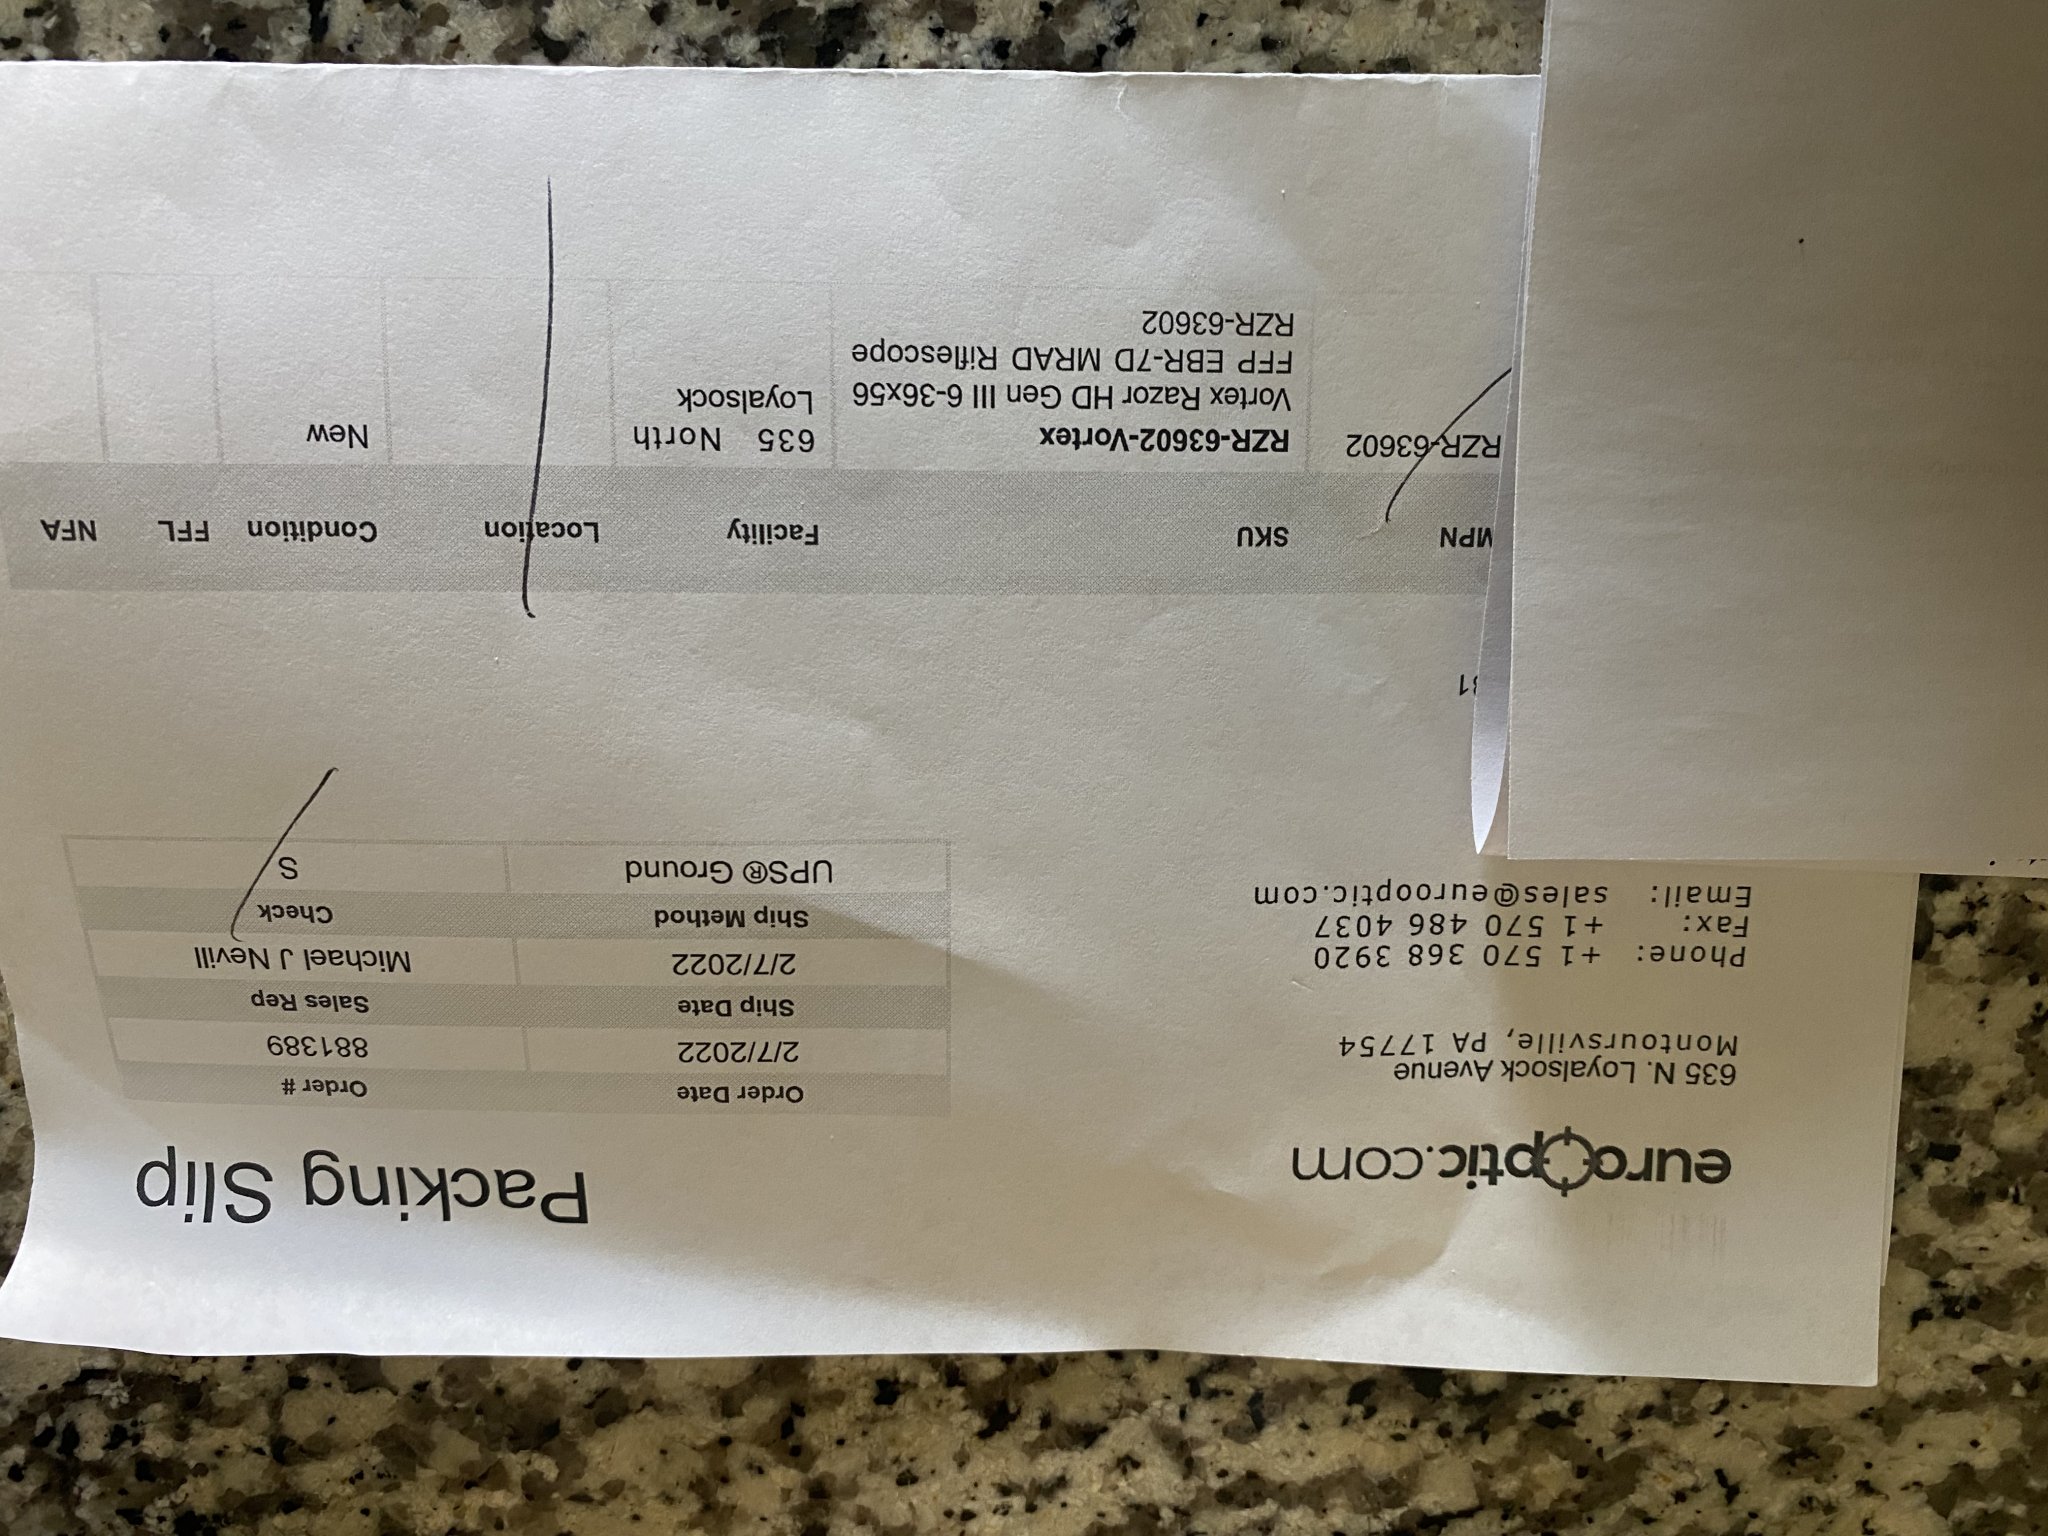 eurooptic.com
Packing Slip
635 N. Loyalsock Avenue
Montoursville, PA 17754
Phone: +1 570 368 3920
Fax: +1 570 486 4037
Email: sales@eurooptic.com
Order Date Order #
2/7/2022 881389
Ship Date Sales Rep
2/7/2022 Michael J Nevill
Ship Method Check
UPS® Ground S
31
MPN SKU Facility Location Condition FFL NFA
RZR-63602 RZR-63602-Vortex 635 North New
Vortex Razor HD Gen III 6-36x56 Loyalsock
FFP EBR-7D MRAD Riflescope
RZR-63602